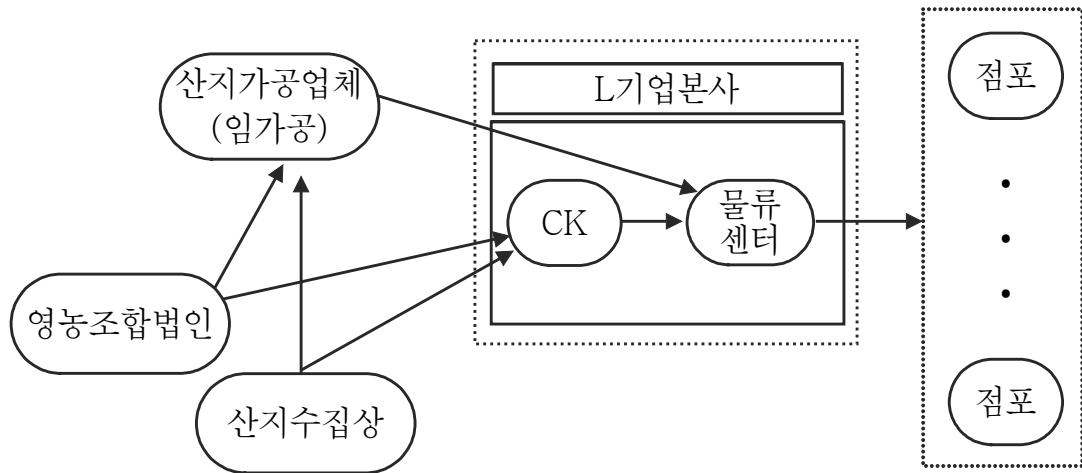 산지가공업체
(임가공)
L기업본사
점포
CK
물류
센터
영농조합법인
산지수집상
점포